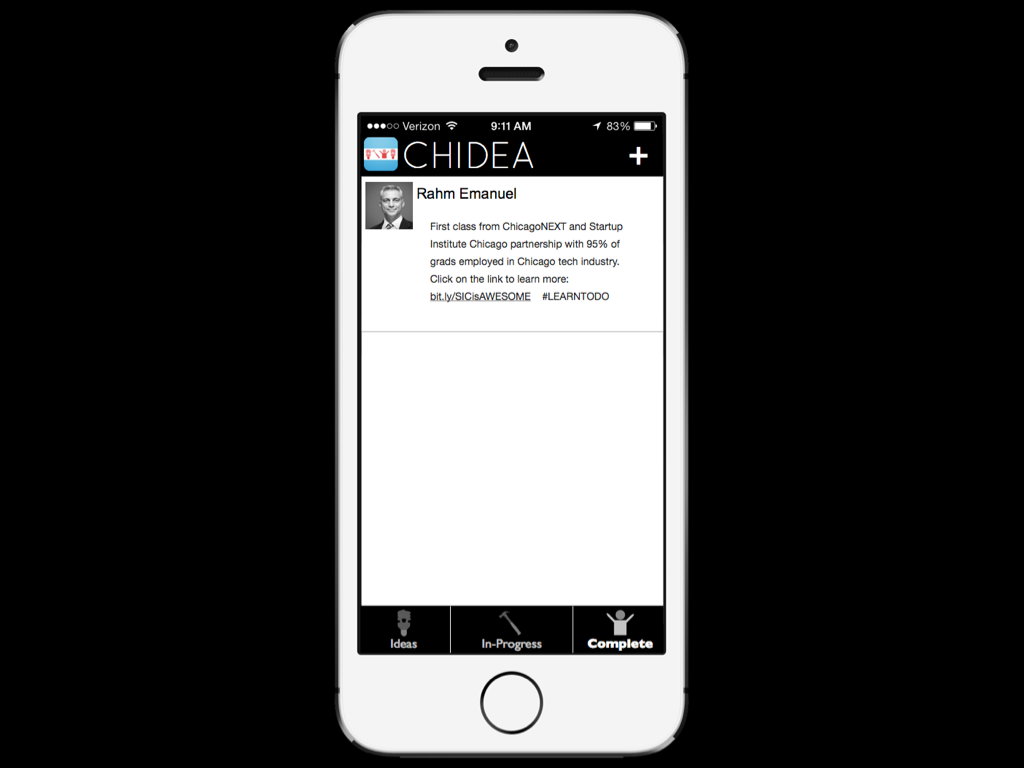 ●●●○○ Verizon 9:11 AM 83%
CHIDEA +
Rahm Emanuel
First class from ChicagoNEXT and Startup
Institute Chicago partnership with 95% of
grads employed in Chicago tech industry.
Click on the link to learn more:
bit.ly/SICisAWESOME #LEARNTODO
Ideas In-Progress Complete